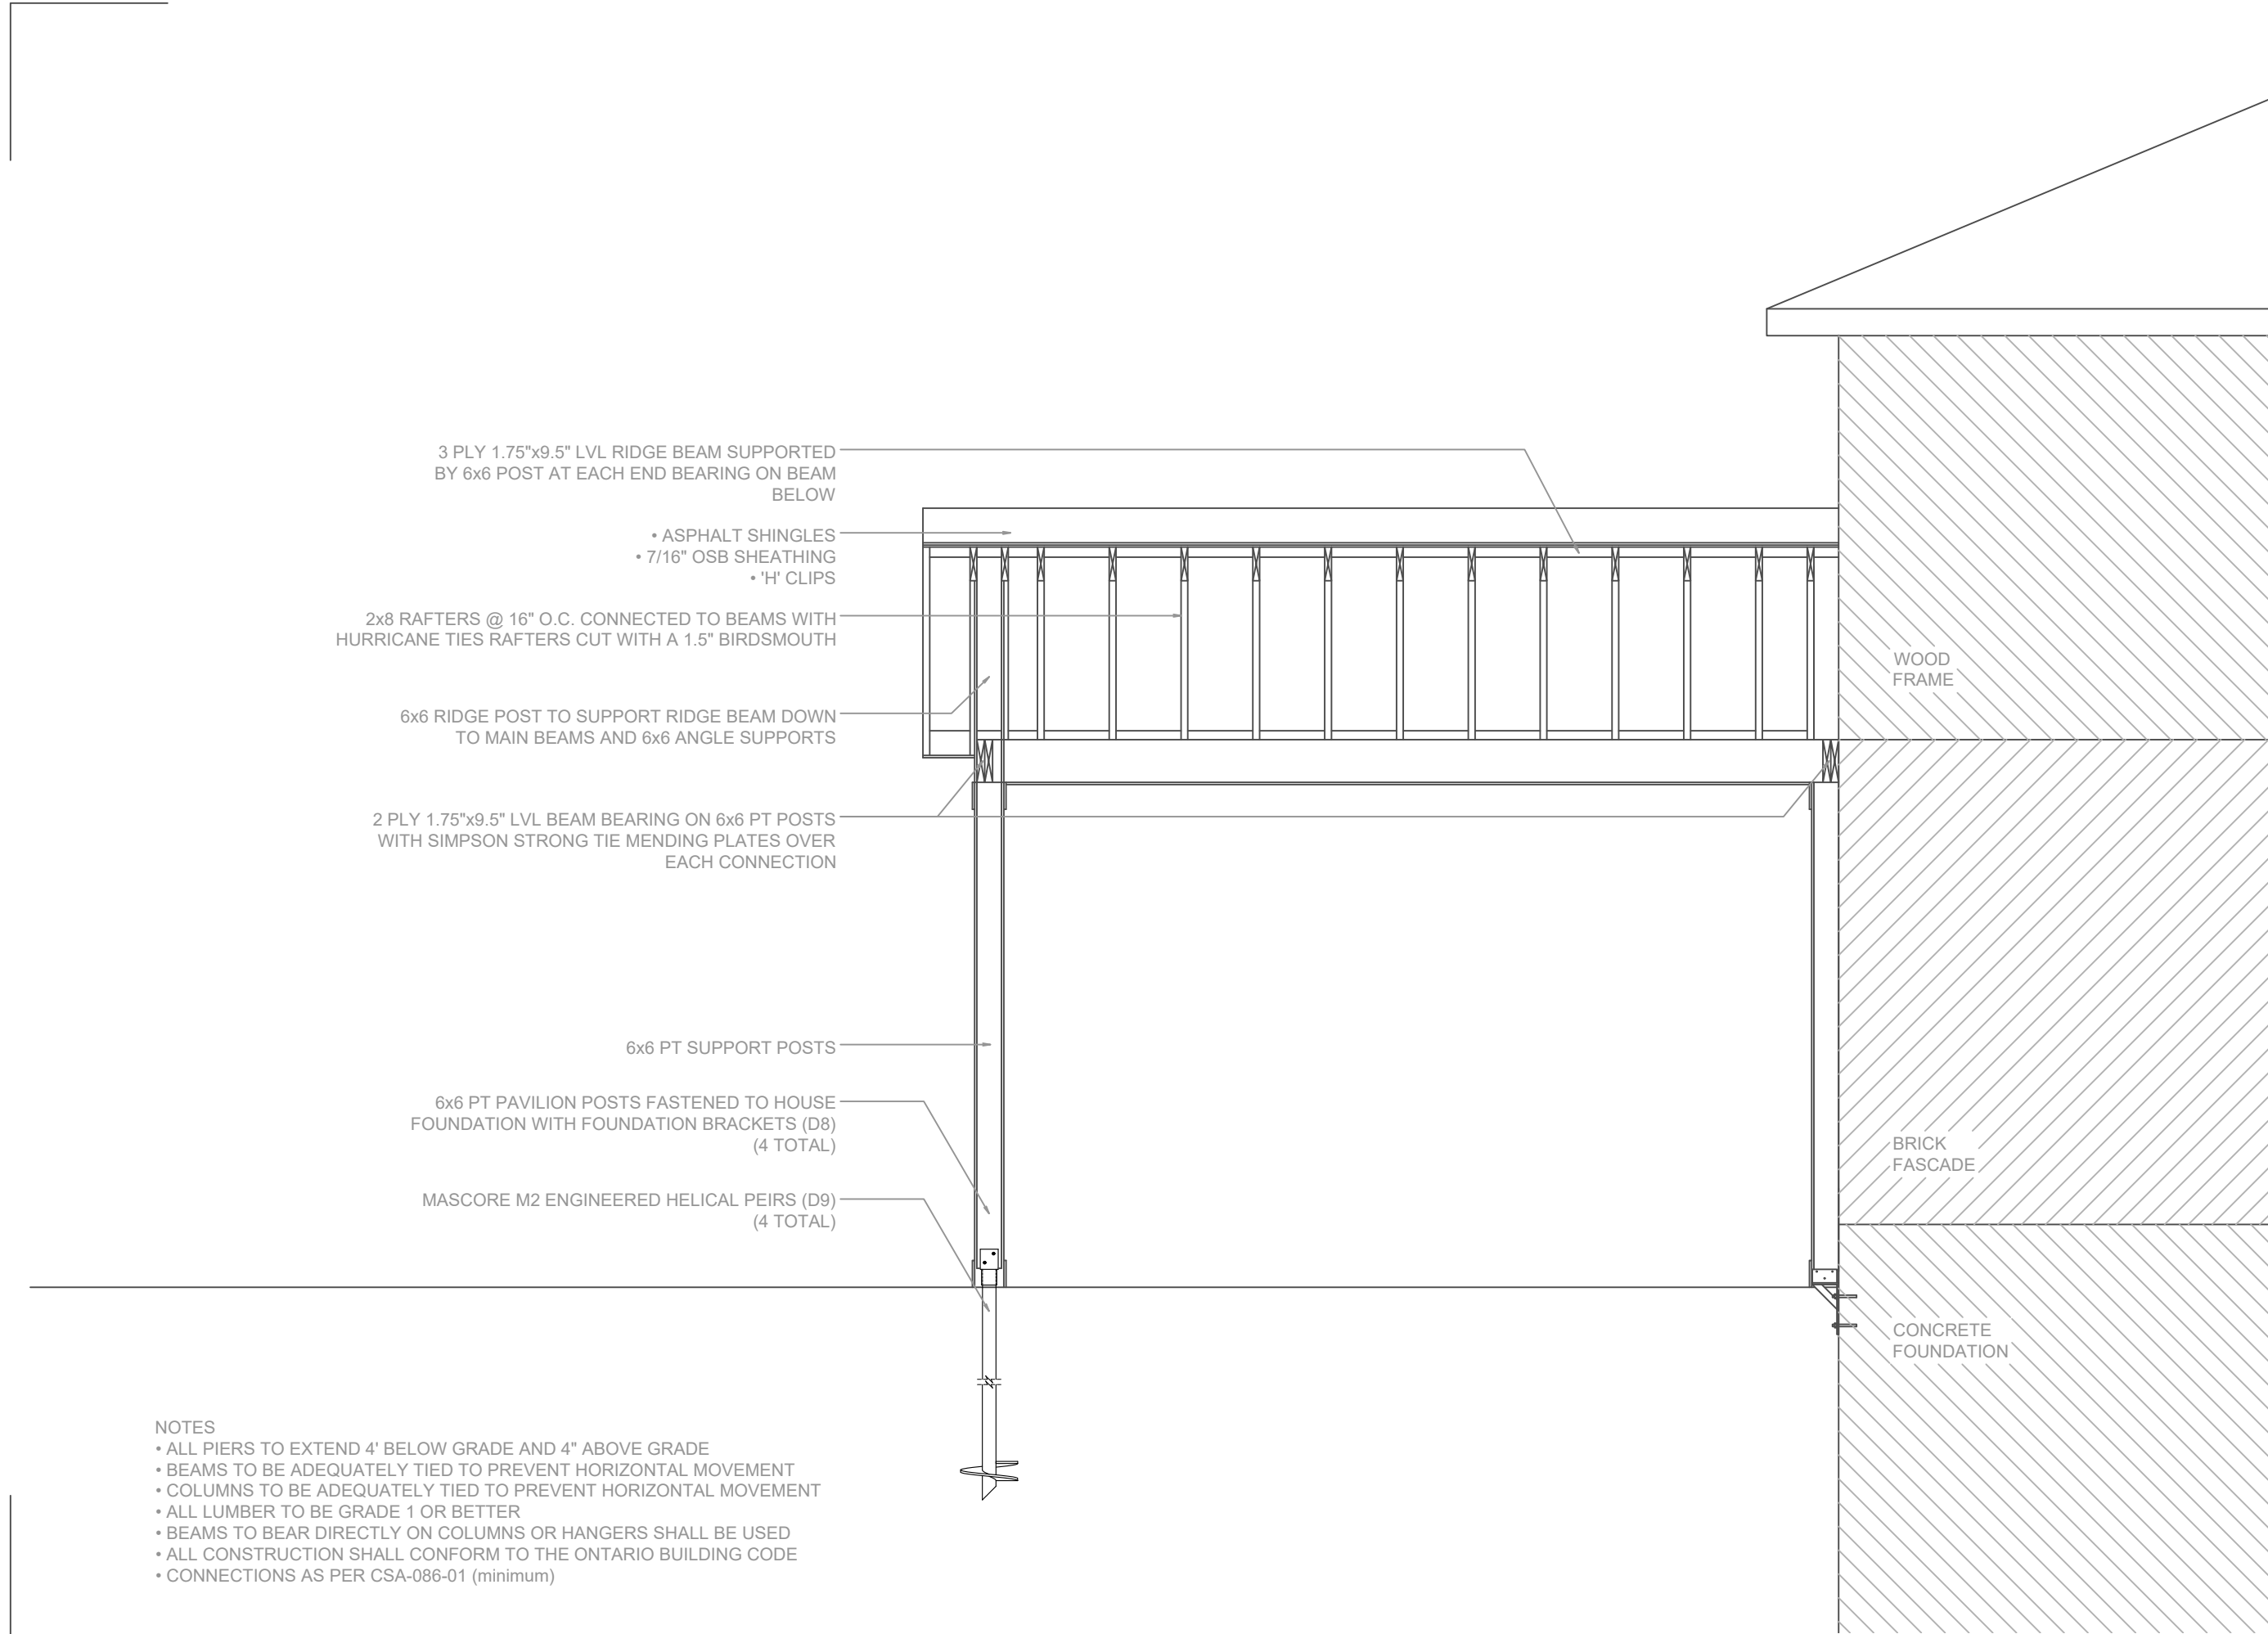 3 PLY 1.75"x9.5" LVL RIDGE BEAM SUPPORTED
BY 6x6 POST AT EACH END BEARING ON BEAM
BELOW
• ASPHALT SHINGLES
• 7/16" OSB SHEATHING
• 'H' CLIPS
2x8 RAFTERS @ 16" O.C. CONNECTED TO BEAMS WITH
HURRICANE TIES RAFTERS CUT WITH A 1.5" BIRDSMOUTH
6x6 RIDGE POST TO SUPPORT RIDGE BEAM DOWN
TO MAIN BEAMS AND 6x6 ANGLE SUPPORTS
2 PLY 1.75"x9.5" LVL BEAM BEARING ON 6x6 PT POSTS
WITH SIMPSON STRONG TIE MENDING PLATES OVER
EACH CONNECTION
6x6 PT SUPPORT POSTS
6x6 PT PAVILION POSTS FASTENED TO HOUSE
FOUNDATION WITH FOUNDATION BRACKETS (D8)
(4 TOTAL)
MASCORE M2 ENGINEERED HELICAL PEIRS (D9)
(4 TOTAL)
WOOD
FRAME
BRICK
FASCADE
CONCRETE
FOUNDATION
NOTES
• ALL PIERS TO EXTEND 4' BELOW GRADE AND 4" ABOVE GRADE
• BEAMS TO BE ADEQUATELY TIED TO PREVENT HORIZONTAL MOVEMENT
• COLUMNS TO BE ADEQUATELY TIED TO PREVENT HORIZONTAL MOVEMENT
• ALL LUMBER TO BE GRADE 1 OR BETTER
• BEAMS TO BEAR DIRECTLY ON COLUMNS OR HANGERS SHALL BE USED
• ALL CONSTRUCTION SHALL CONFORM TO THE ONTARIO BUILDING CODE
• CONNECTIONS AS PER CSA-086-01 (minimum)